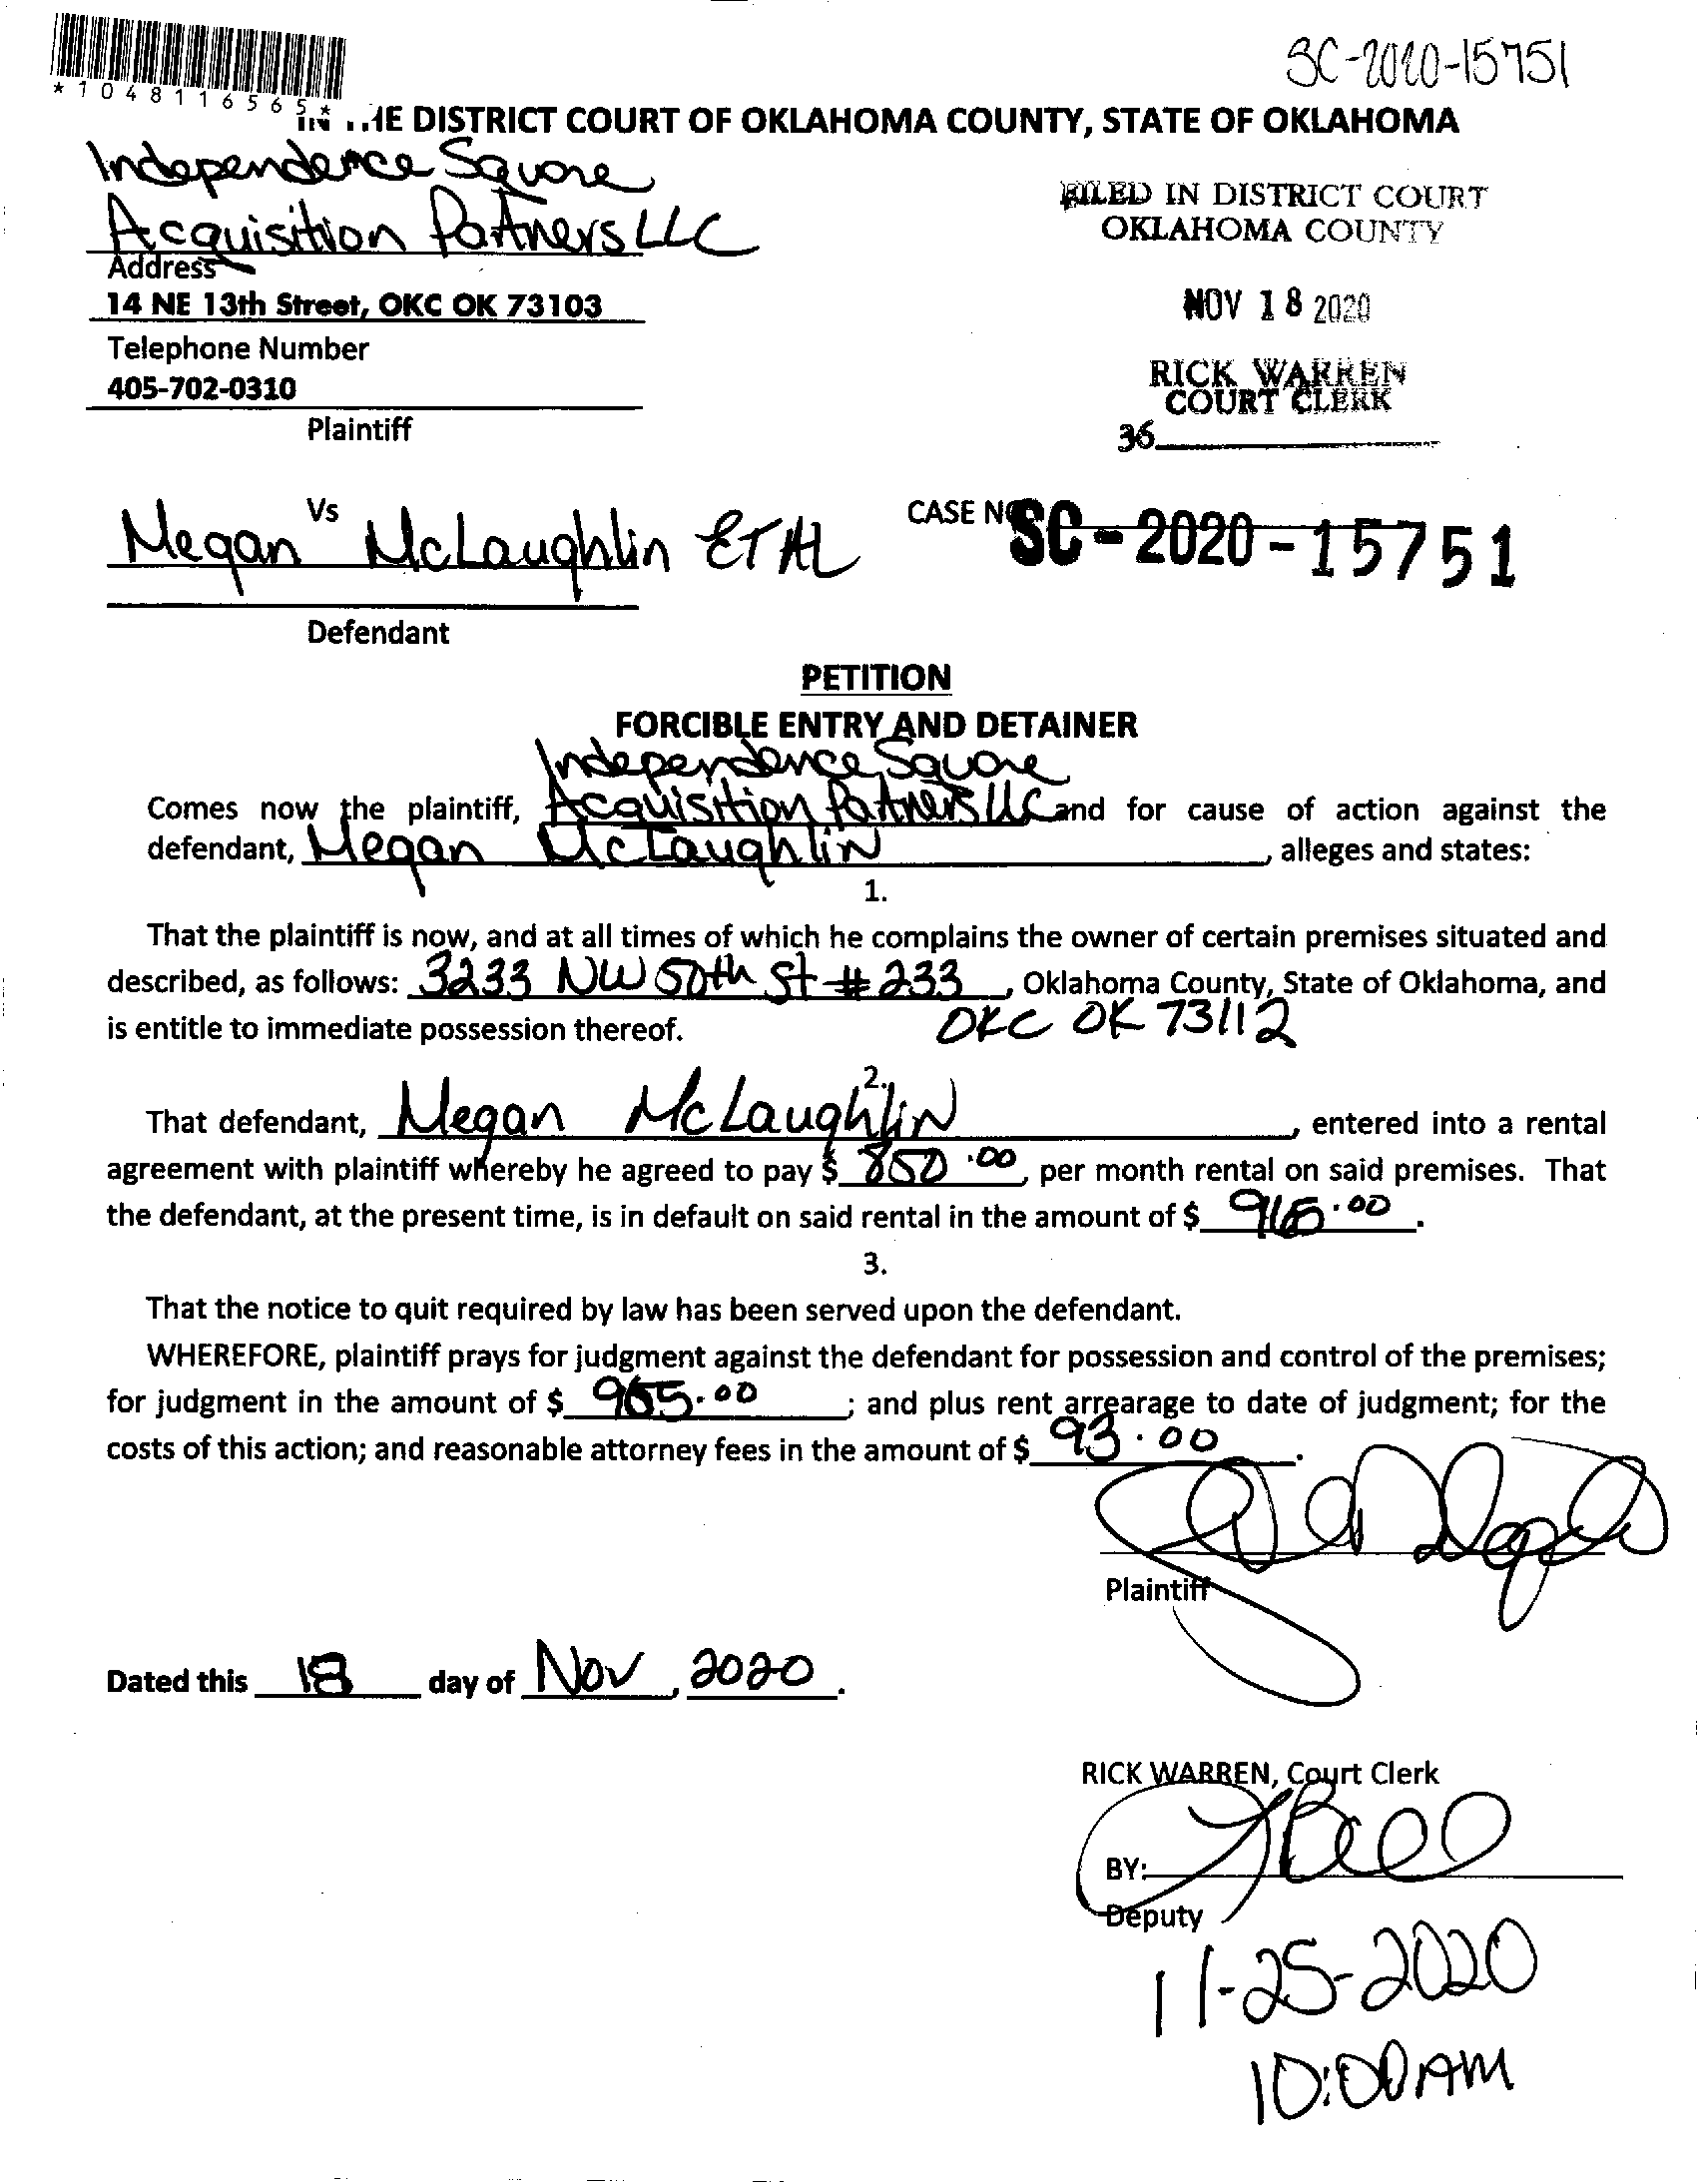 *1048116565*
SC-2020-15751
IN THE DISTRICT COURT OF OKLAHOMA COUNTY, STATE OF OKLAHOMA
Independence Square
Acquisition Partners LLC
Address
14 NE 13th Street, OKC OK 73103
Telephone Number
405-702-0310
Plaintiff
FILED IN DISTRICT COURT
OKLAHOMA COUNTY
NOV 18 2020
RICK WARREN
COURT CLERK
36
Vs
Megan McLaughlin ET AL
Defendant
CASE NO SC-2020-15751
PETITION
FORCIBLE ENTRY AND DETAINER
Independence Square
Comes now the plaintiff, Acquisition Partners LLC and for cause of action against the
defendant, Megan McLaughlin, alleges and states:
1.
That the plaintiff is now, and at all times of which he complains the owner of certain premises situated and
described, as follows: 3233 NW 50th St # 233, Oklahoma County, State of Oklahoma, and
is entitle to immediate possession thereof. OKC OK 73112
2.
That defendant, Megan McLaughlin, entered into a rental
agreement with plaintiff whereby he agreed to pay $ 850.00, per month rental on said premises. That
the defendant, at the present time, is in default on said rental in the amount of $
3.
That the notice to quit required by law has been served upon the defendant.
WHEREFORE, plaintiff prays for judgment against the defendant for possession and control of the premises;
for judgment in the amount of $ 965.00; and plus rent arrearage to date of judgment; for the
costs of this action; and reasonable attorney fees in the amount of $ 93.00.
Plaintiff
Dated this 18 day of Nov, 2020.
RICK WARREN, Court Clerk
BY:
Deputy
11-25-2020
10:00AM